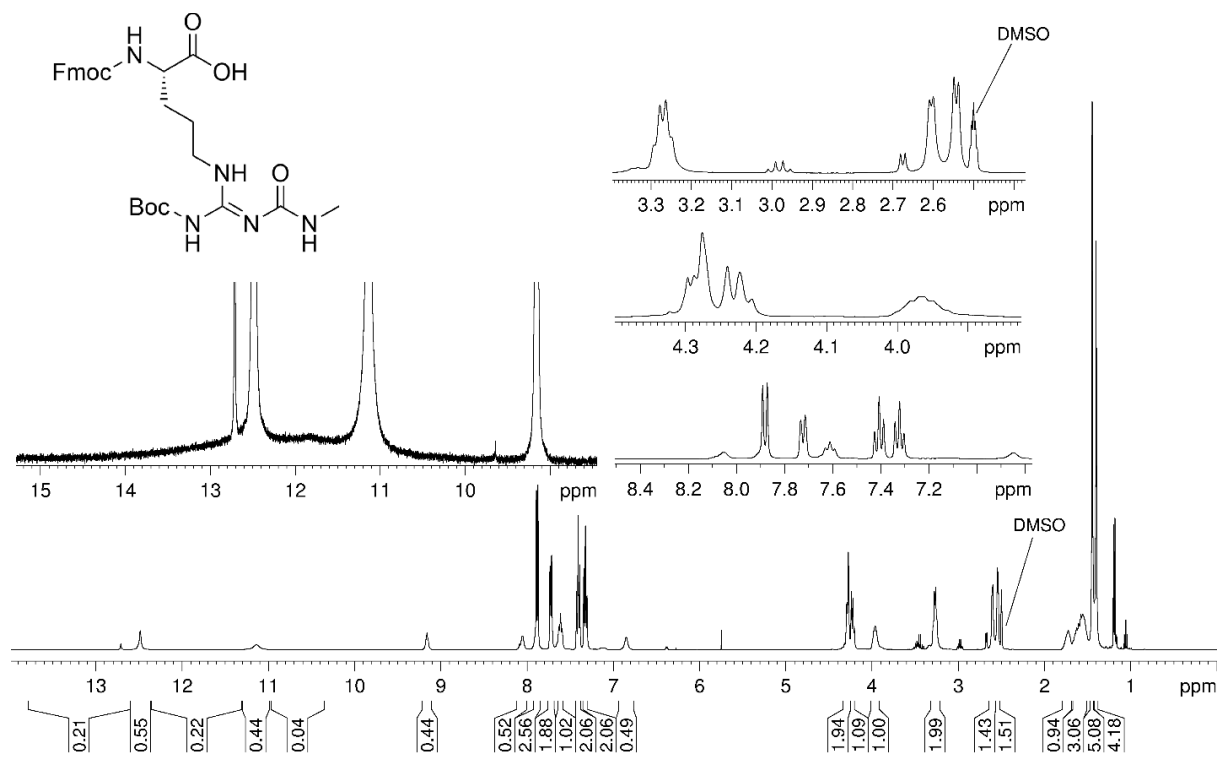 O
H
N
Fmoc
OH
NH
O
Boc
N
H
N
N
H
DMSO
3.3 3.2 3.1 3.0 2.9 2.8 2.7 2.6 ppm
4.3 4.2 4.1 4.0 ppm
8.4 8.2 8.0 7.8 7.6 7.4 7.2 ppm
15 14 13 12 11 10 ppm
DMSO
13 12 11 10 9 8 7 6 5 4 3 2 1 ppm
0.21 0.55 0.22 0.44 0.04 0.44 0.52 2.56 1.88 1.02 2.06 2.06 0.49 1.94 1.09 1.00 1.99 1.43 1.51 0.94 3.06 5.08 4.18